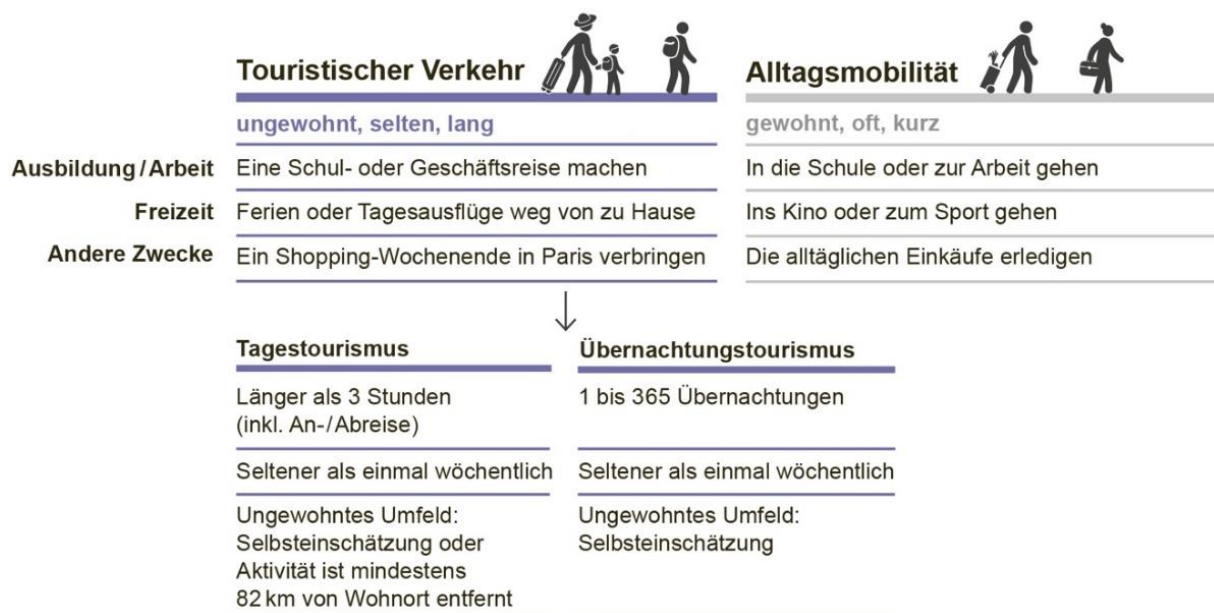 Touristischer Verkehr
Alltagsmobilität
ungewohnt, selten, lang
gewohnt, oft, kurz
Ausbildung/Arbeit Eine Schul- oder Geschäftsreise machen In die Schule oder zur Arbeit gehen
Freizeit Ferien oder Tagesausflüge weg von zu Hause Ins Kino oder zum Sport gehen
Andere Zwecke Ein Shopping-Wochenende in Paris verbringen Die alltäglichen Einkäufe erledigen
Tagestourismus
Länger als 3 Stunden
(inkl. An-/Abreise)
Seltener als einmal wöchentlich
Ungewohntes Umfeld:
Selbsteinschätzung oder
Aktivität ist mindestens
82 km von Wohnort entfernt
Übernachtungstourismus
1 bis 365 Übernachtungen
Seltener als einmal wöchentlich
Ungewohntes Umfeld:
Selbsteinschätzung